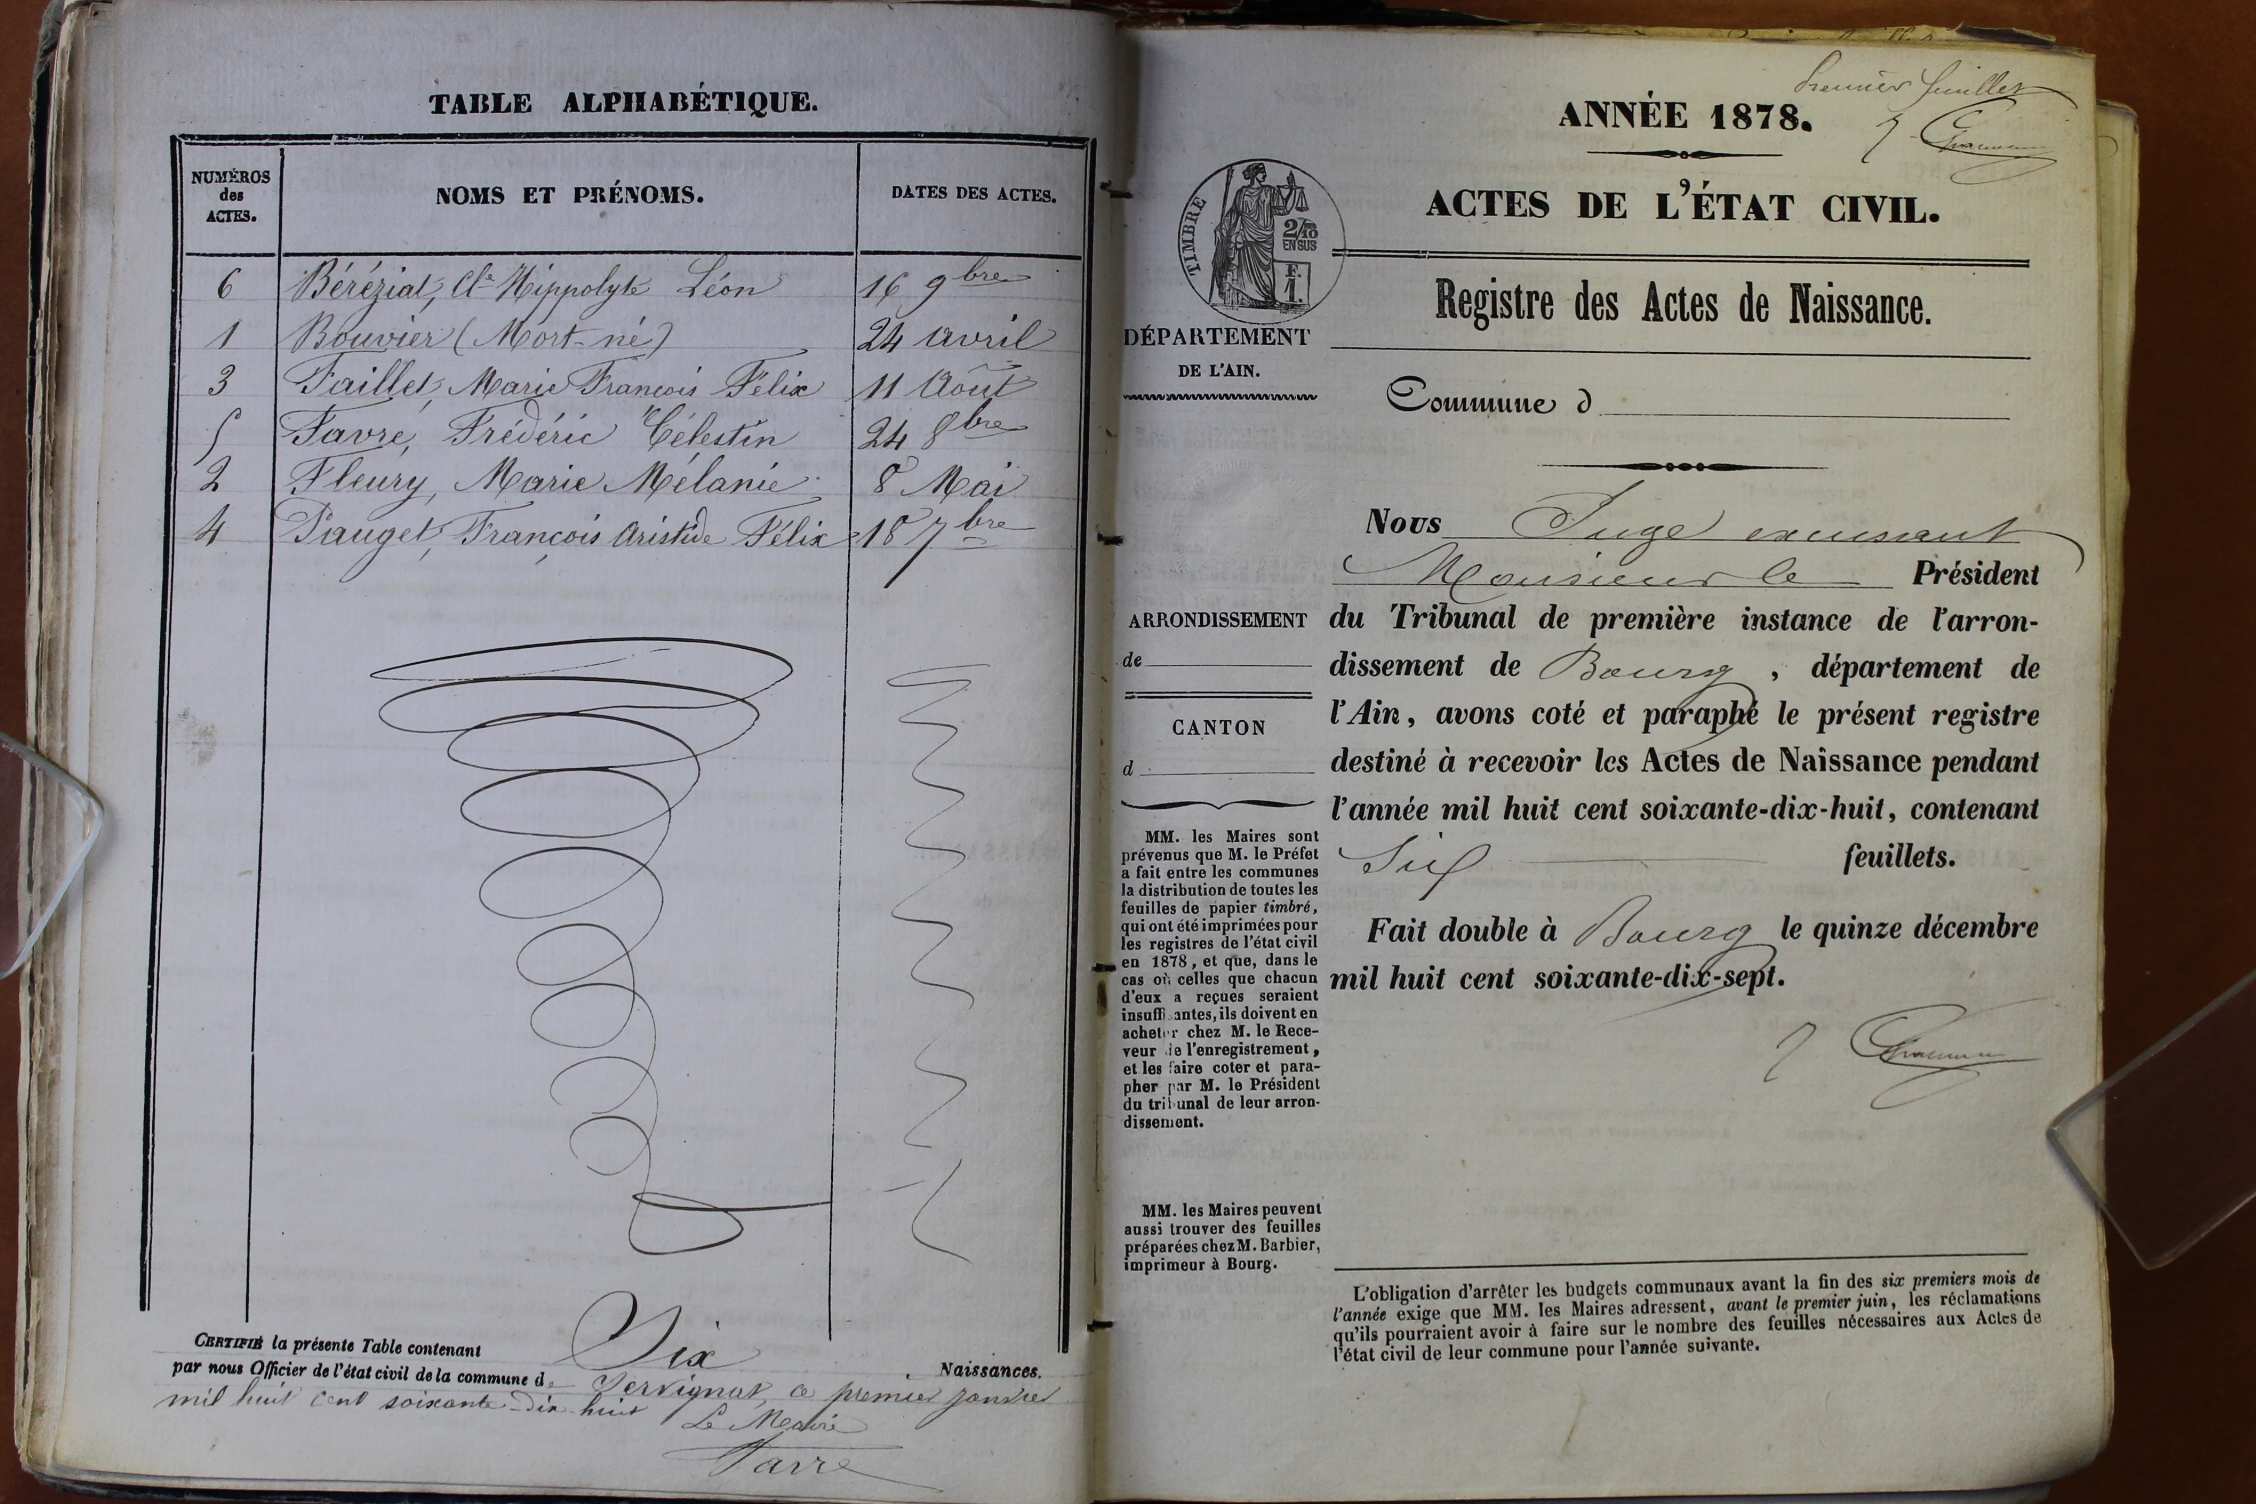 TABLE ALPHABÉTIQUE.
NUMÉROS des ACTES.
NOMS ET PRÉNOMS.
DATES DES ACTES.
6 Béréziat, Cl.de Hippolyte Léon 16 9bre
1 Bouvier (Mort-né) 24 avril
3 Faillet, Marie François Félix 11 Août
5 Favre, Frédéric Célestin 24 8bre
2 Fleury, Marie Mélanie 8 Mai
4 Pauget, François Aristide Félix 18 7bre
CERTIFIÉ la présente Table contenant Six Naissances.
par nous Officier de l'état civil de la commune de Servignat, ce premier janvier
mil huit cent soixante-dix-huit
Le Maire
Favre
Premier feuillet
ANNÉE 1878.
ACTES DE L'ÉTAT CIVIL.
TIMBRE
2/10
EN SUS
F.
1.
Registre des Actes de Naissance.
DÉPARTEMENT
DE L'AIN.
Commune d
ARRONDISSEMENT
de
CANTON
d
MM. les Maires sont
prévenus que M. le Préfet
a fait entre les communes
la distribution de toutes les
feuilles de papier timbré,
qui ont été imprimées pour
les registres de l'état civil
en 1878, et que, dans le
cas où celles que chacun
d'eux a reçues seraient
insuffisantes, ils doivent en
acheter chez M. le Rece-
veur de l'enregistrement,
et les faire coter et para-
pher par M. le Président
du tribunal de leur arron-
dissement.
MM. les Maires peuvent
aussi trouver des feuilles
préparées chez M. Barbier,
imprimeur à Bourg.
Nous Juge
Monsieur le Président
du Tribunal de première instance de l'arron-
dissement de Bourg, département de
l'Ain, avons coté et paraphé le présent registre
destiné à recevoir les Actes de Naissance pendant
l'année mil huit cent soixante-dix-huit, contenant
Six feuillets.
Fait double à Bourg le quinze décembre
mil huit cent soixante-dix-sept.
L'obligation d'arrêter les budgets communaux avant la fin des six premiers mois de
l'année exige que MM. les Maires adressent, avant le premier juin, les réclamations
qu'ils pourraient avoir à faire sur le nombre des feuilles nécessaires aux Actes de
l'état civil de leur commune pour l'année suivante.